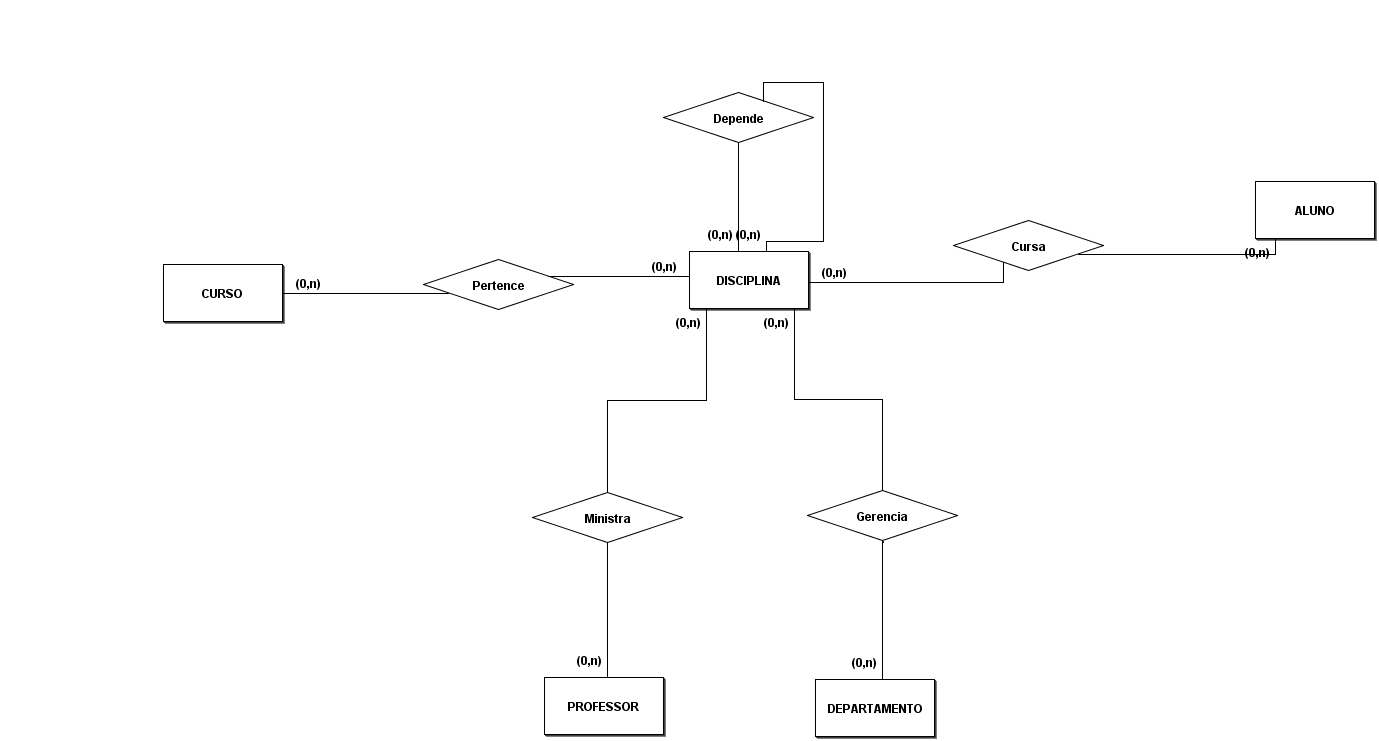 Depende
ALUNO
(0,n) (0,n)
Cursa
(0,n)
(0,n)
(0,n)
(0,n)
DISCIPLINA
Pertence
CURSO
(0,n)
(0,n)
Gerencia
Ministra
(0,n)
(0,n)
PROFESSOR
DEPARTAMENTO